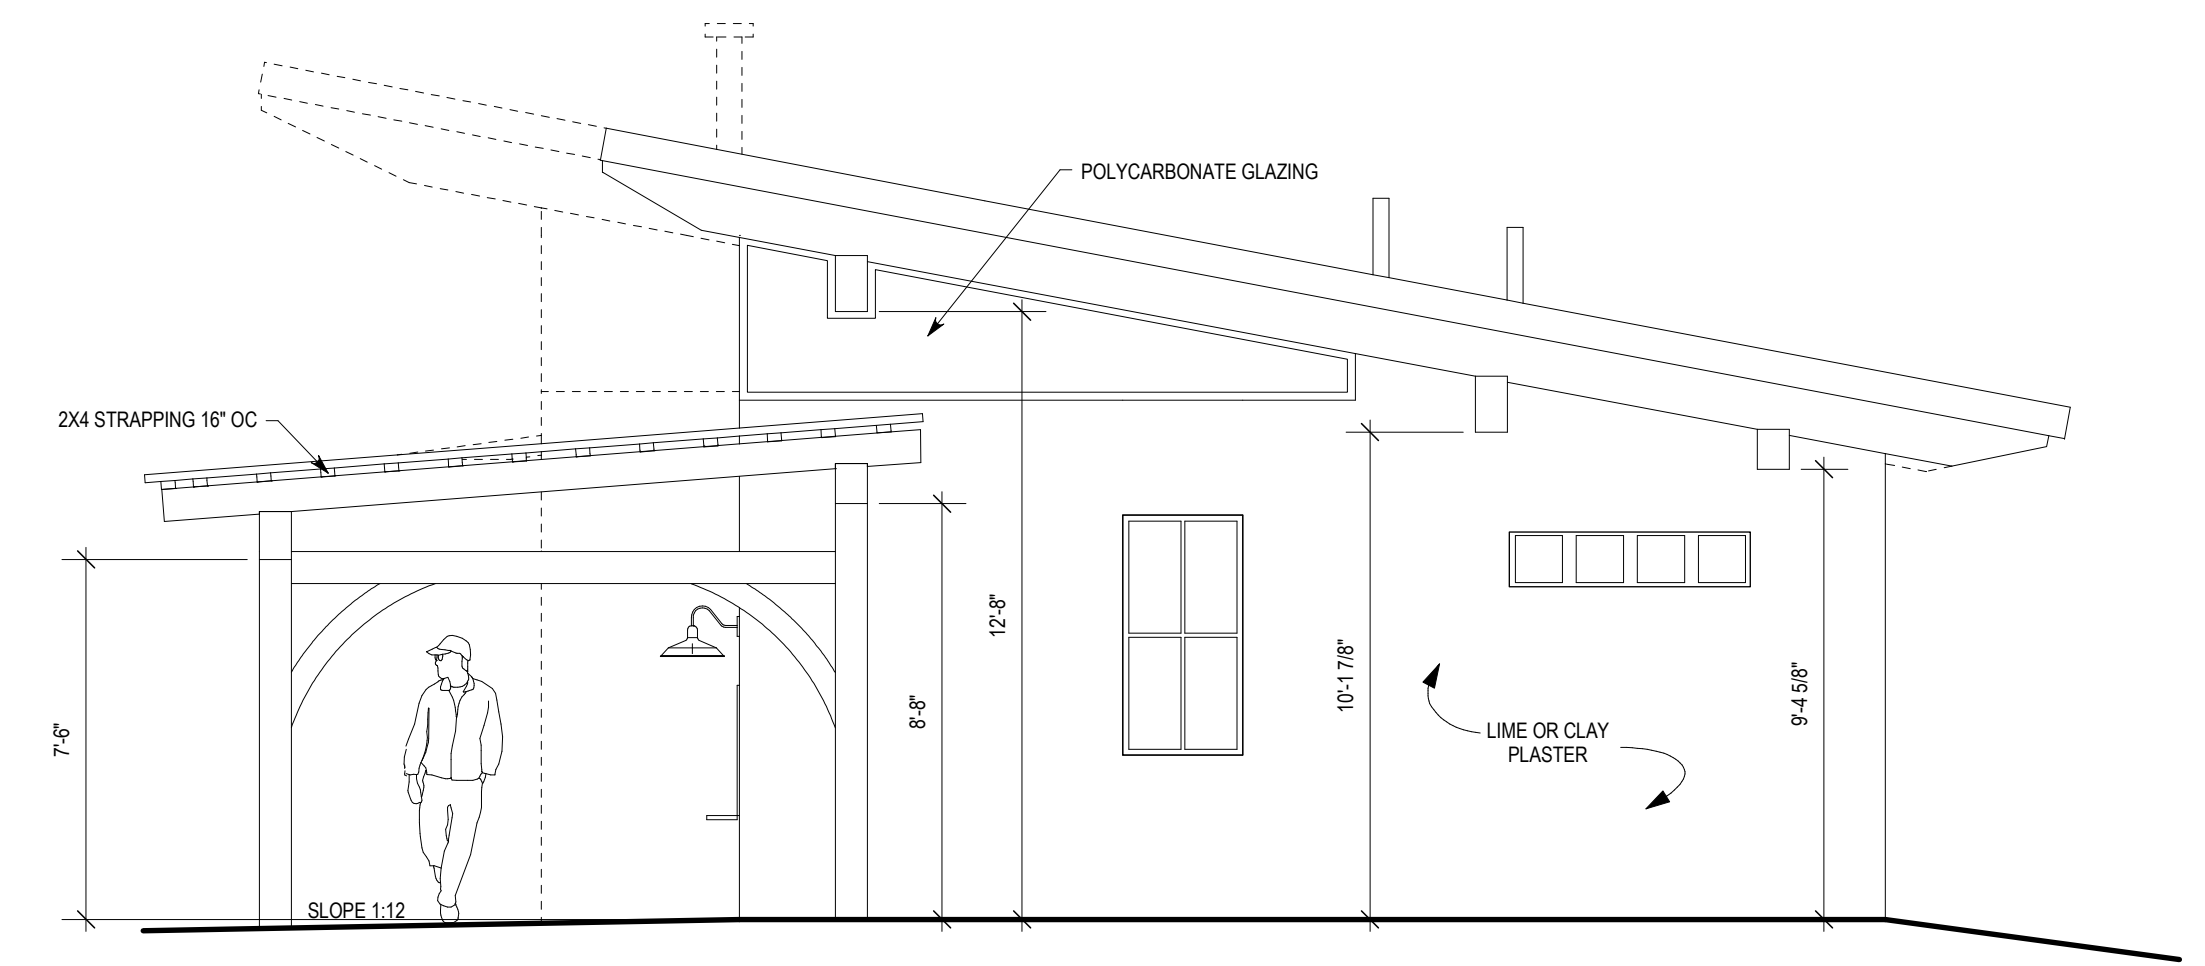 POLYCARBONATE GLAZING
2X4 STRAPPING 16" OC
12'-8"
10'-1 7/8"
9'-4 5/8"
8'-8"
7'-6"
LIME OR CLAY
PLASTER
SLOPE 1:12